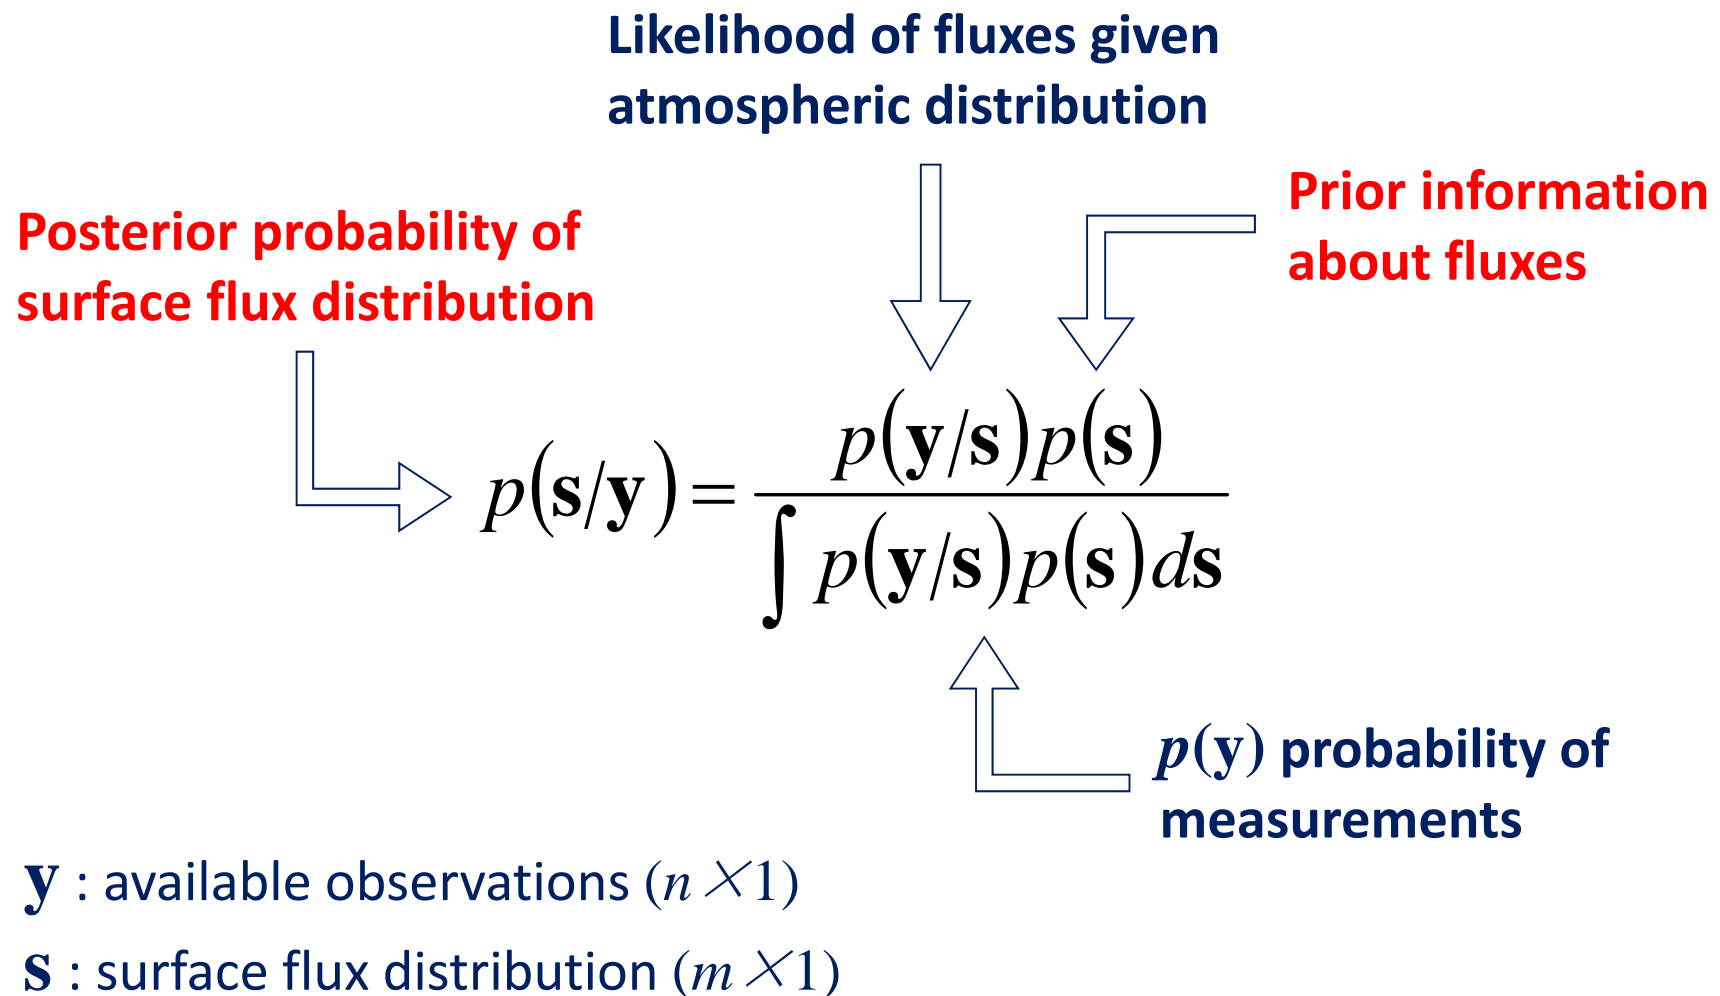 Likelihood of fluxes given
atmospheric distribution
Prior information
about fluxes
Posterior probability of
surface flux distribution
p(s/y) = p(y/s)p(s)
∫ p(y/s)p(s)ds
p(y) probability of
measurements
y : available observations (n×1)
s : surface flux distribution (m×1)